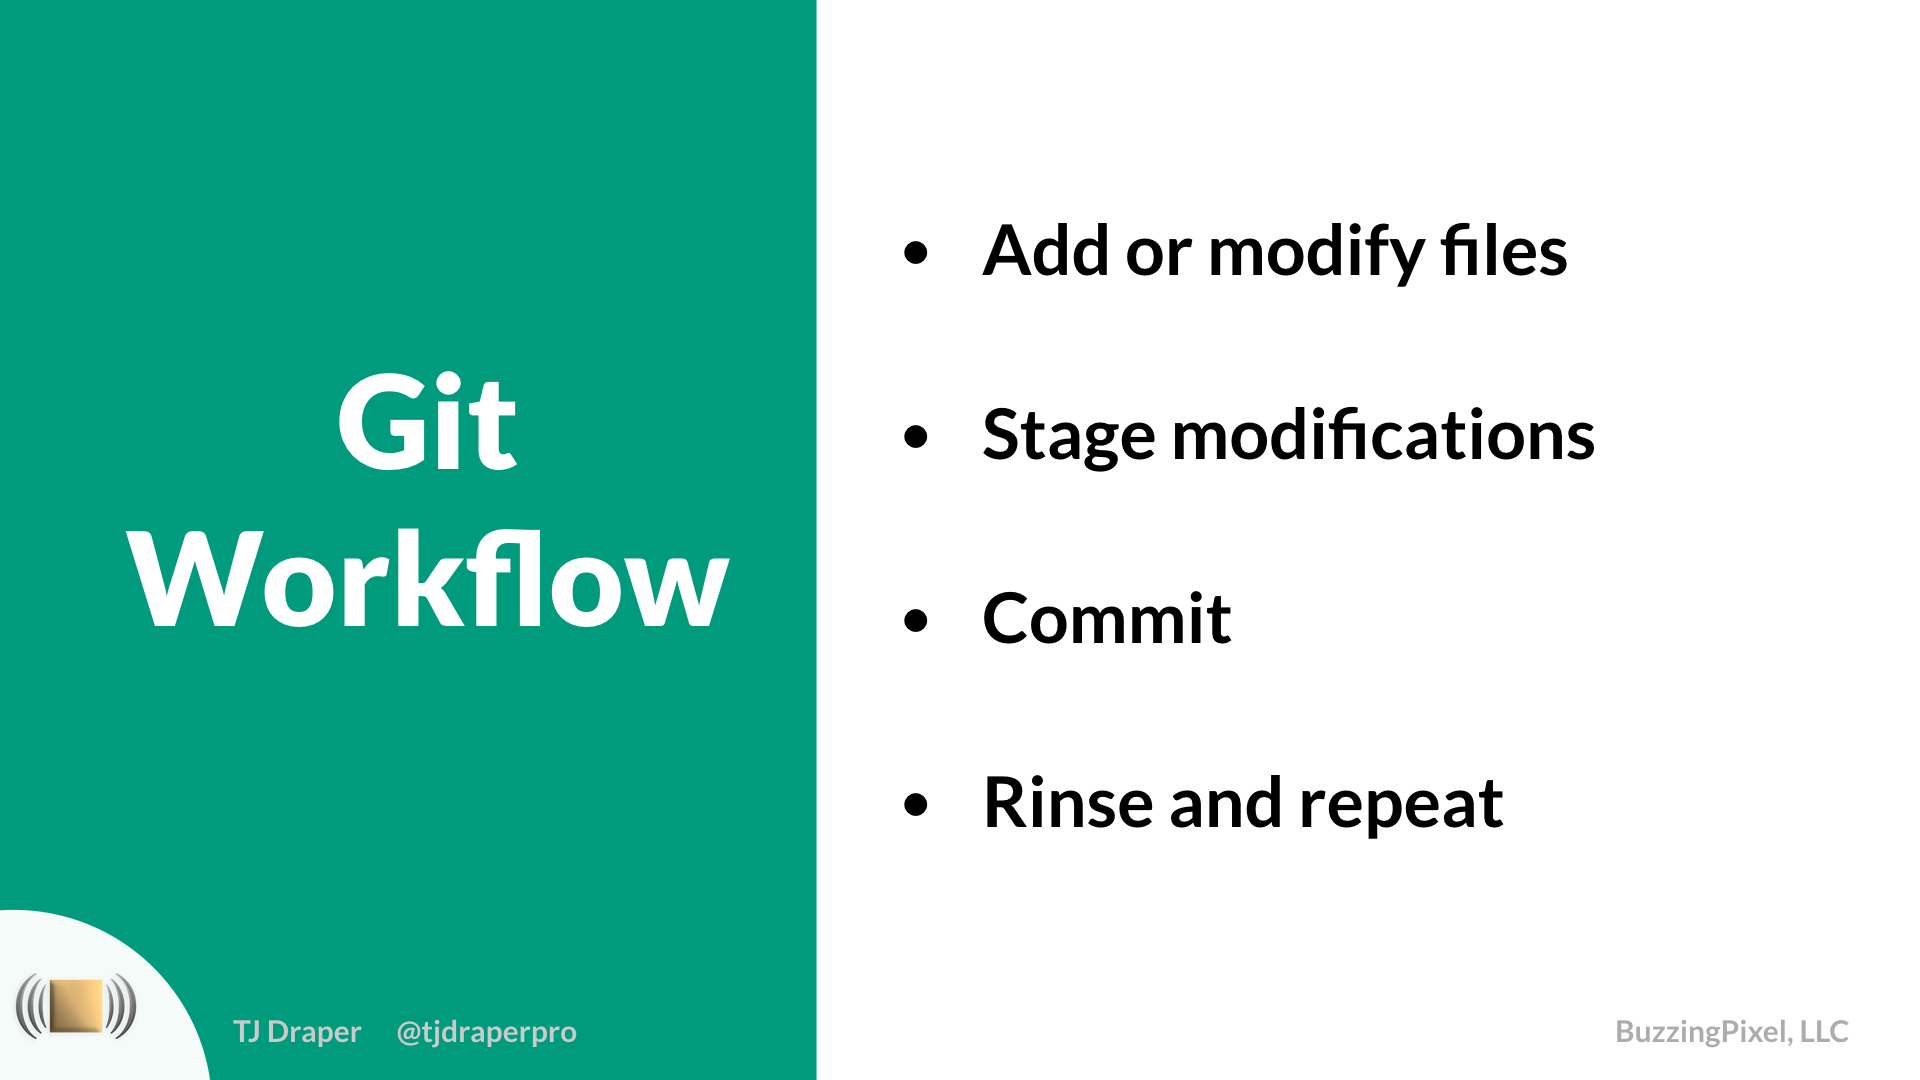 Git
Workflow
• Add or modify files
• Stage modifications
• Commit
• Rinse and repeat
TJ Draper @tjdraperpro
BuzzingPixel, LLC